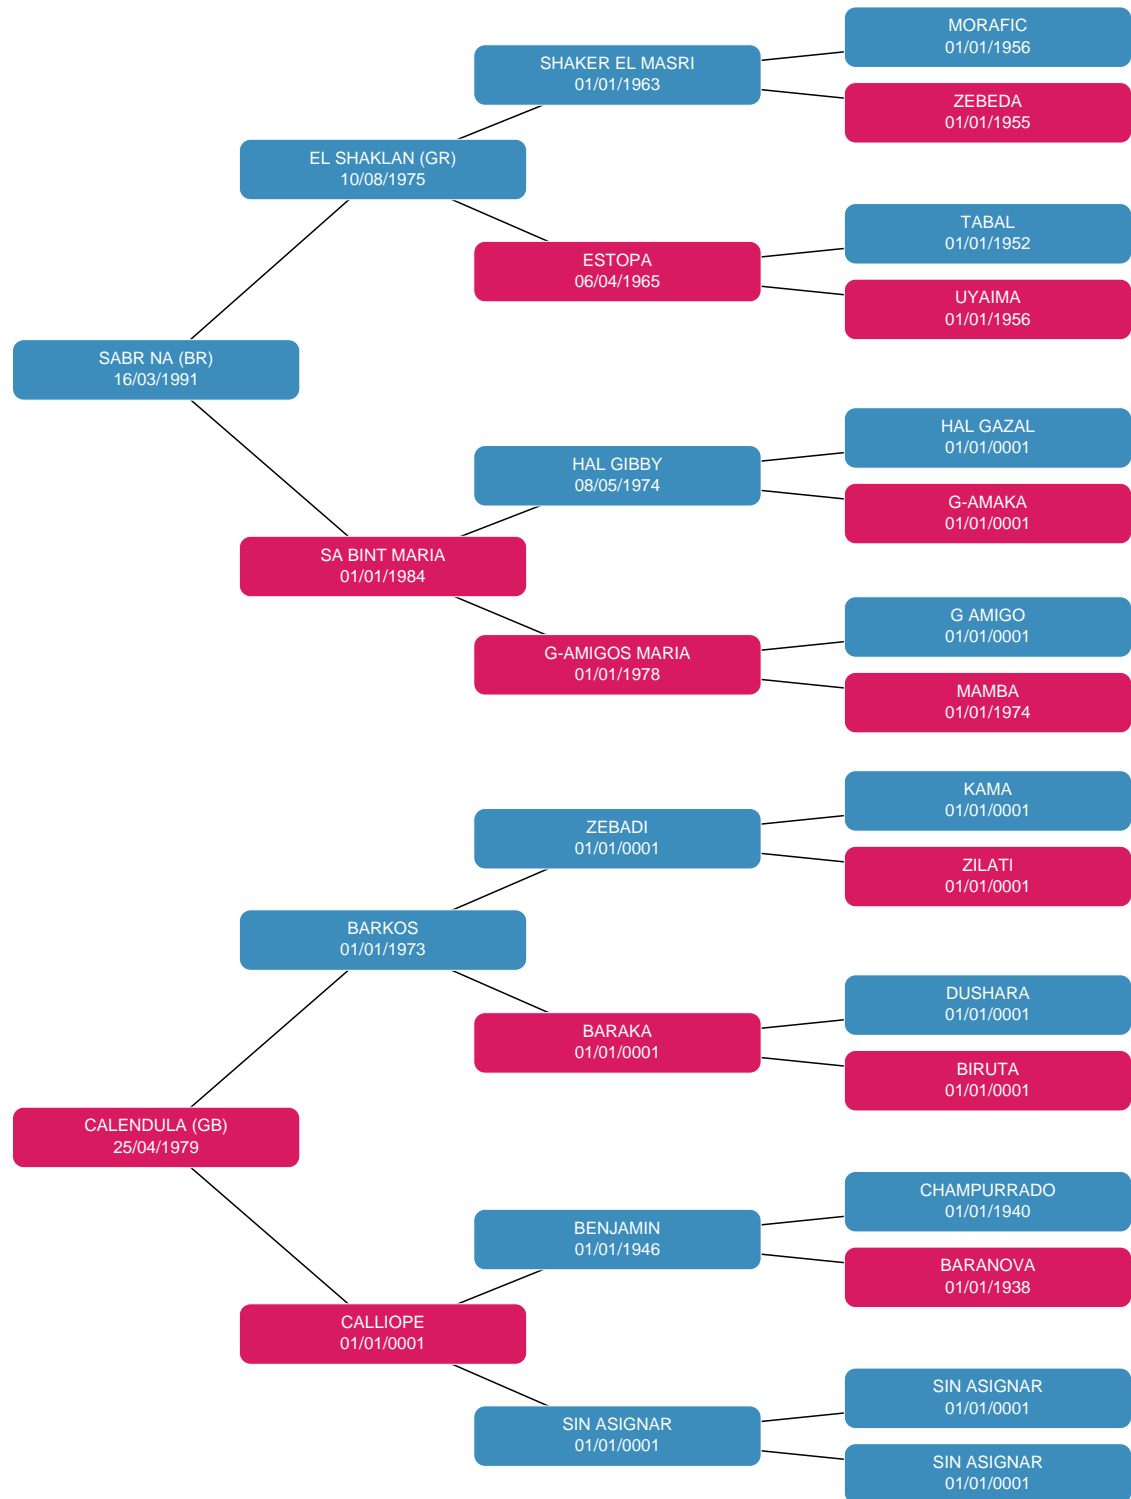 MORAFIC
01/01/1956
SHAKER EL MASRI
01/01/1963
ZEBEDA
01/01/1955
EL SHAKLAN (GR)
10/08/1975
TABAL
01/01/1952
ESTOPA
06/04/1965
UYAIMA
01/01/1956
SABR NA (BR)
16/03/1991
HAL GAZAL
01/01/0001
HAL GIBBY
08/05/1974
G-AMAKA
01/01/0001
SA BINT MARIA
01/01/1984
G AMIGO
01/01/0001
G-AMIGOS MARIA
01/01/1978
MAMBA
01/01/1974
KAMA
01/01/0001
ZEBADI
01/01/0001
ZILATI
01/01/0001
BARKOS
01/01/1973
DUSHARA
01/01/0001
BARAKA
01/01/0001
BIRUTA
01/01/0001
CALENDULA (GB)
25/04/1979
CHAMPURRADO
01/01/1940
BENJAMIN
01/01/1946
BARANOVA
01/01/1938
CALLIOPE
01/01/0001
SIN ASIGNAR
01/01/0001
SIN ASIGNAR
01/01/0001
SIN ASIGNAR
01/01/0001